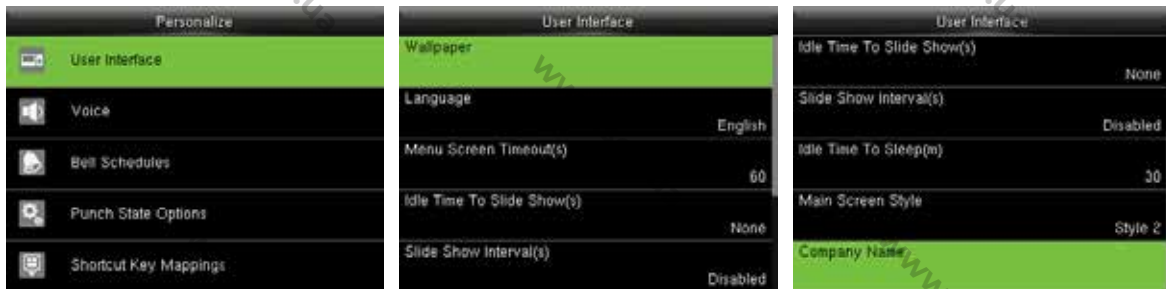 Personalize
User Interface
Voice
Bell Schedules
Punch State Options
Shortcut Key Mappings
User Interface
Wallpaper
Language
English
Menu Screen Timeout(s)
60
Idle Time To Slide Show(s)
None
Slide Show Interval(s)
Disabled
User Interface
Idle Time To Slide Show(s)
None
Slide Show Interval(s)
Disabled
Idle Time To Sleep(m)
30
Main Screen Style
Style 2
Company Name